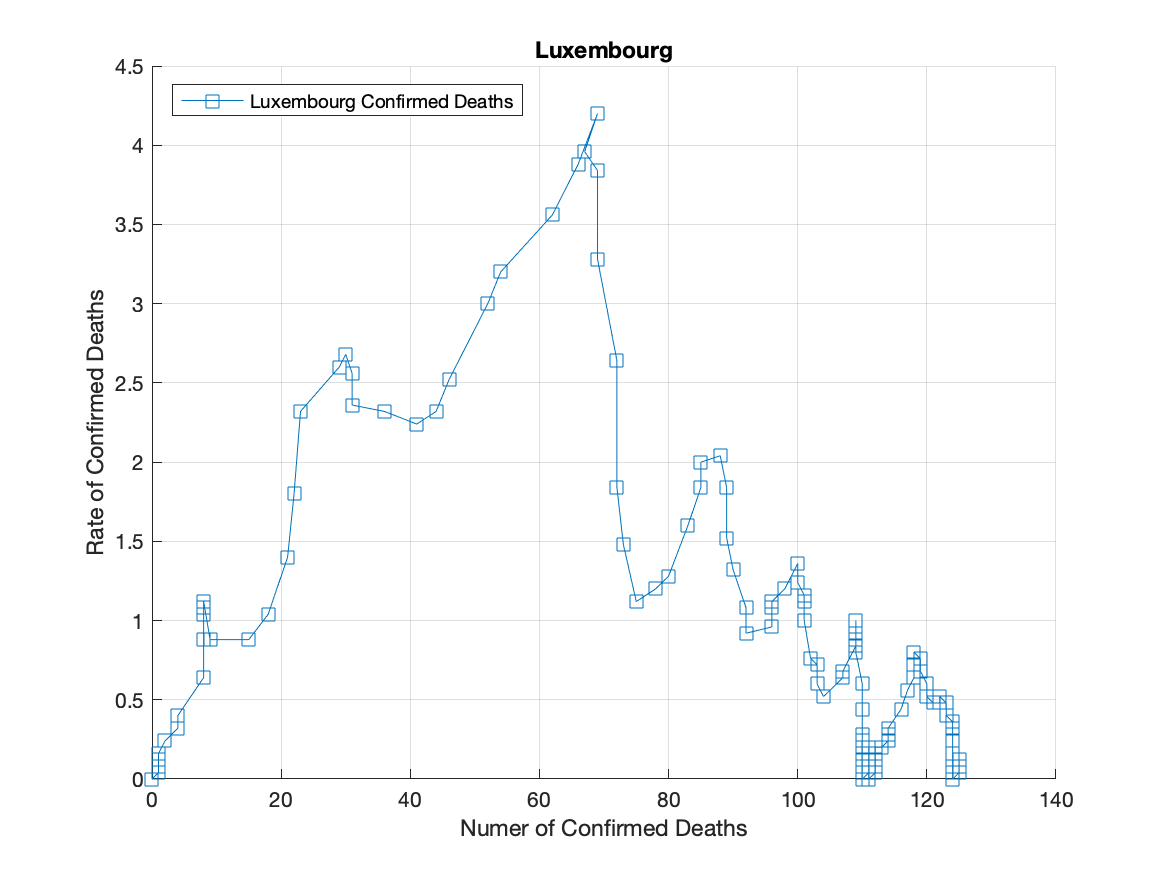 Luxembourg
Luxembourg Confirmed Deaths
4.5
4
3.5
3
2.5
2
1.5
1
0.5
0
Rate of Confirmed Deaths
0 20 40 60 80 100 120 140
Numer of Confirmed Deaths